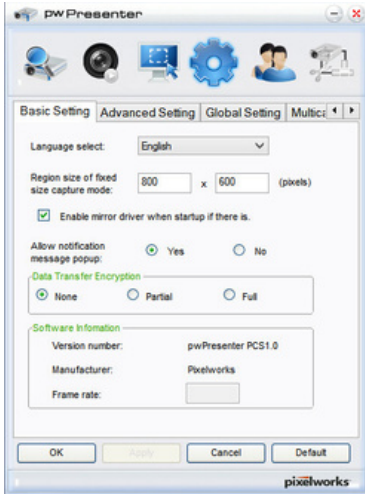 pwPresenter
Basic Setting Advanced Setting Global Setting Multica
Language select: English
Region size of fixed
size capture mode: 800 x 600 (pixels)
Enable mirror driver when startup if there is.
Allow notification
message popup: Yes No
Data Transfer Encryption
None Partial Full
Software Infomation
Version number: pwPresenter PCS1.0
Manufacturer: Pixelworks
Frame rate:
OK Apply Cancel Default
pixelworks